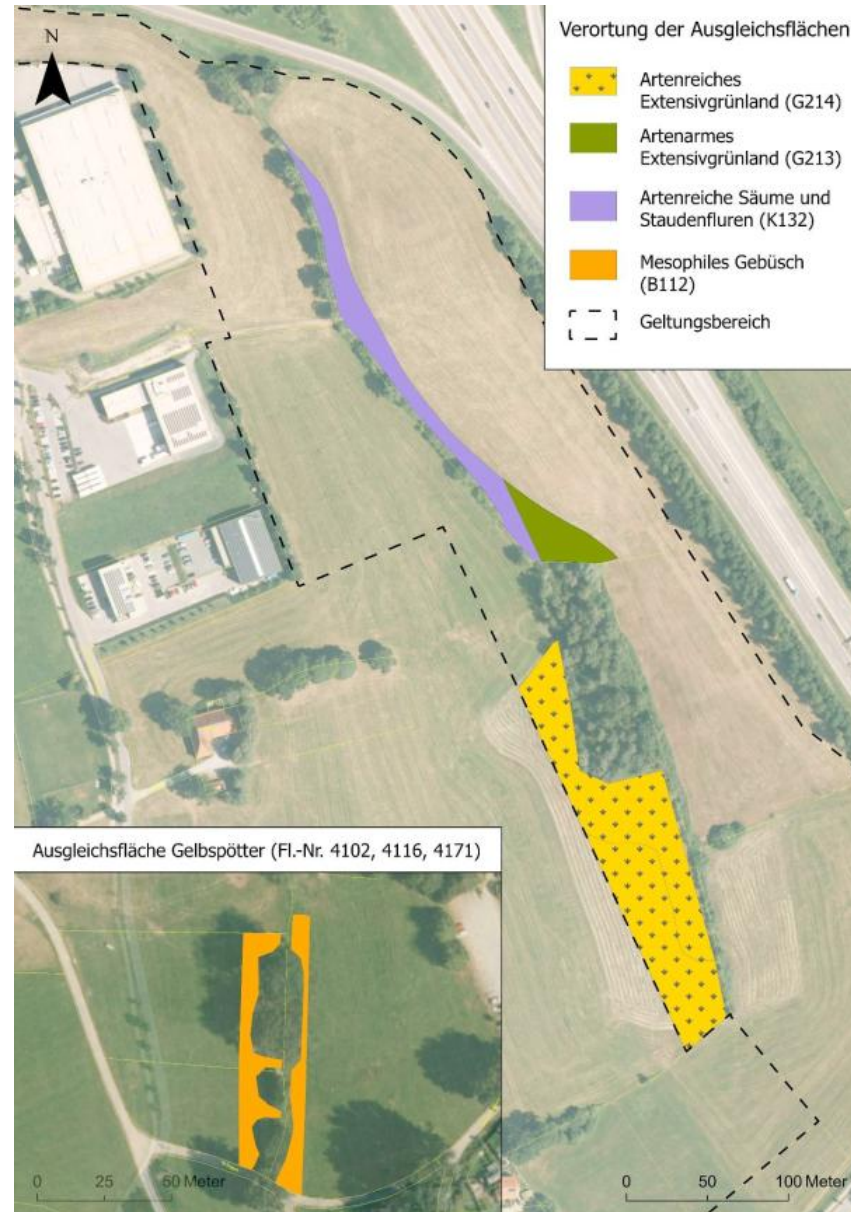 N
Verortung der Ausgleichsflächen
Artenreiches
Extensivgrünland (G214)
Artenarmes
Extensivgrünland (G213)
Artenreiche Säume und
Staudenfluren (K132)
Mesophiles Gebüsch
(B112)
Geltungsbereich
Ausgleichsfläche Gelbspötter (Fl.-Nr. 4102, 4116, 4171)
0 25 50 Meter
0 50 100 Meter